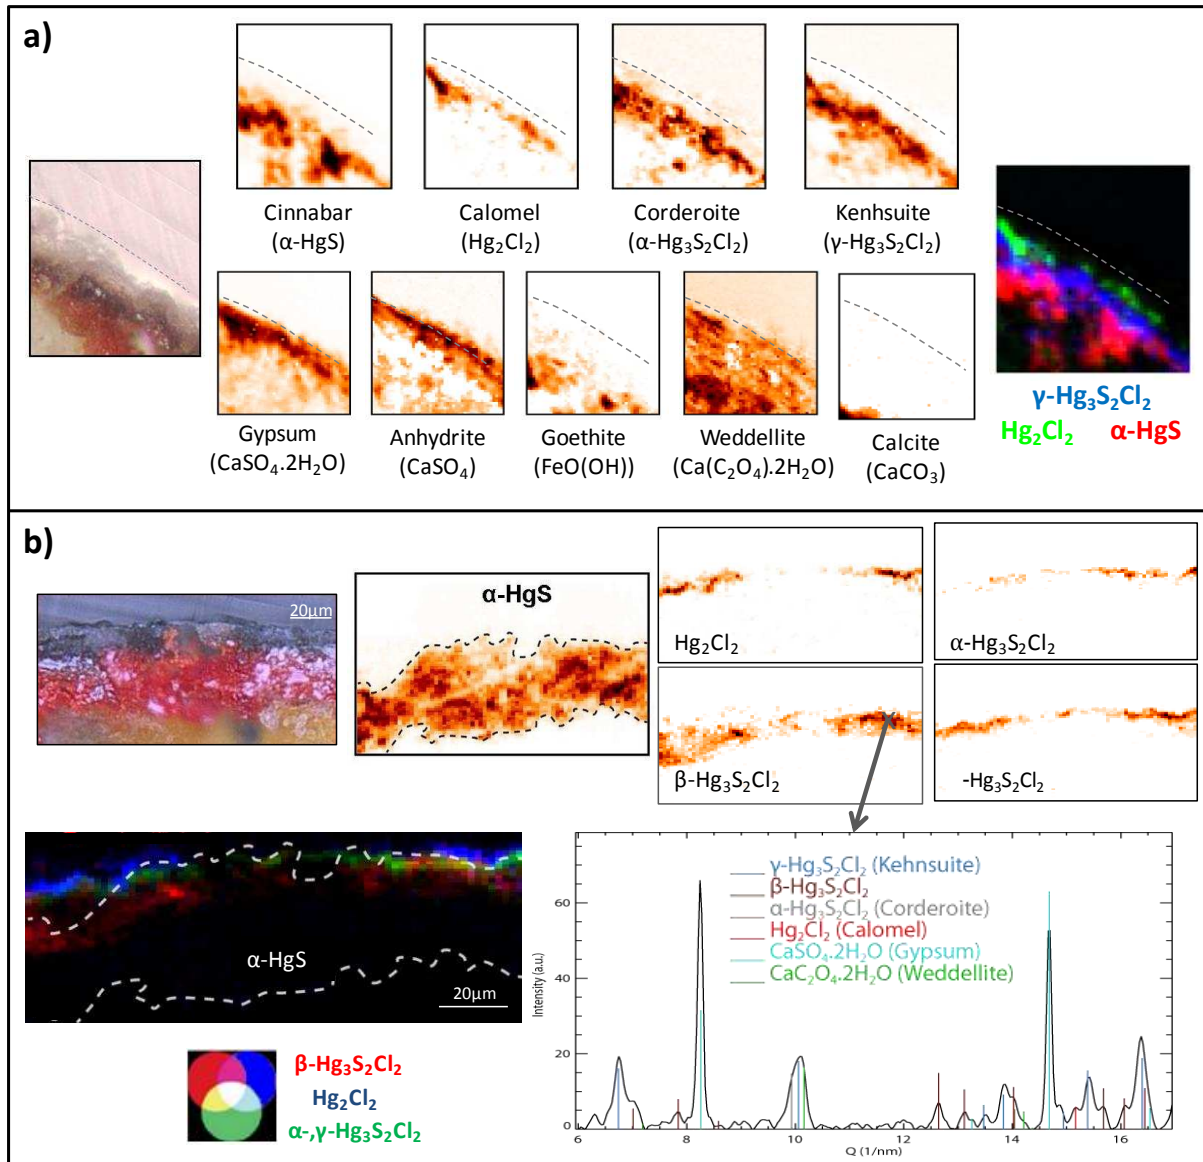 a)
Cinnabar
(α-HgS)
Calomel
(Hg₂Cl₂)
Corderoite
(α-Hg₃S₂Cl₂)
Kenhsuite
(γ-Hg₃S₂Cl₂)
Gypsum
(CaSO₄.2H₂O)
Anhydrite
(CaSO₄)
Goethite
(FeO(OH))
Weddellite
(Ca(C₂O₄).2H₂O)
Calcite
(CaCO₃)
γ-Hg₃S₂Cl₂
Hg₂Cl₂ α-HgS
b)
20µm
α-HgS
Hg₂Cl₂
α-Hg₃S₂Cl₂
β-Hg₃S₂Cl₂
-Hg₃S₂Cl₂
α-HgS
20µm
β-Hg₃S₂Cl₂
Hg₂Cl₂
α-,γ-Hg₃S₂Cl₂
γ-Hg₃S₂Cl₂ (Kehnsuite)
β-Hg₃S₂Cl₂
α-Hg₃S₂Cl₂ (Corderoite)
Hg₂Cl₂ (Calomel)
CaSO₄.2H₂O (Gypsum)
CaC₂O₄.2H₂O (Weddellite)
Intensity (a.u.)
60
40
20
0
6 8 10 12 14 16
Q (1/nm)